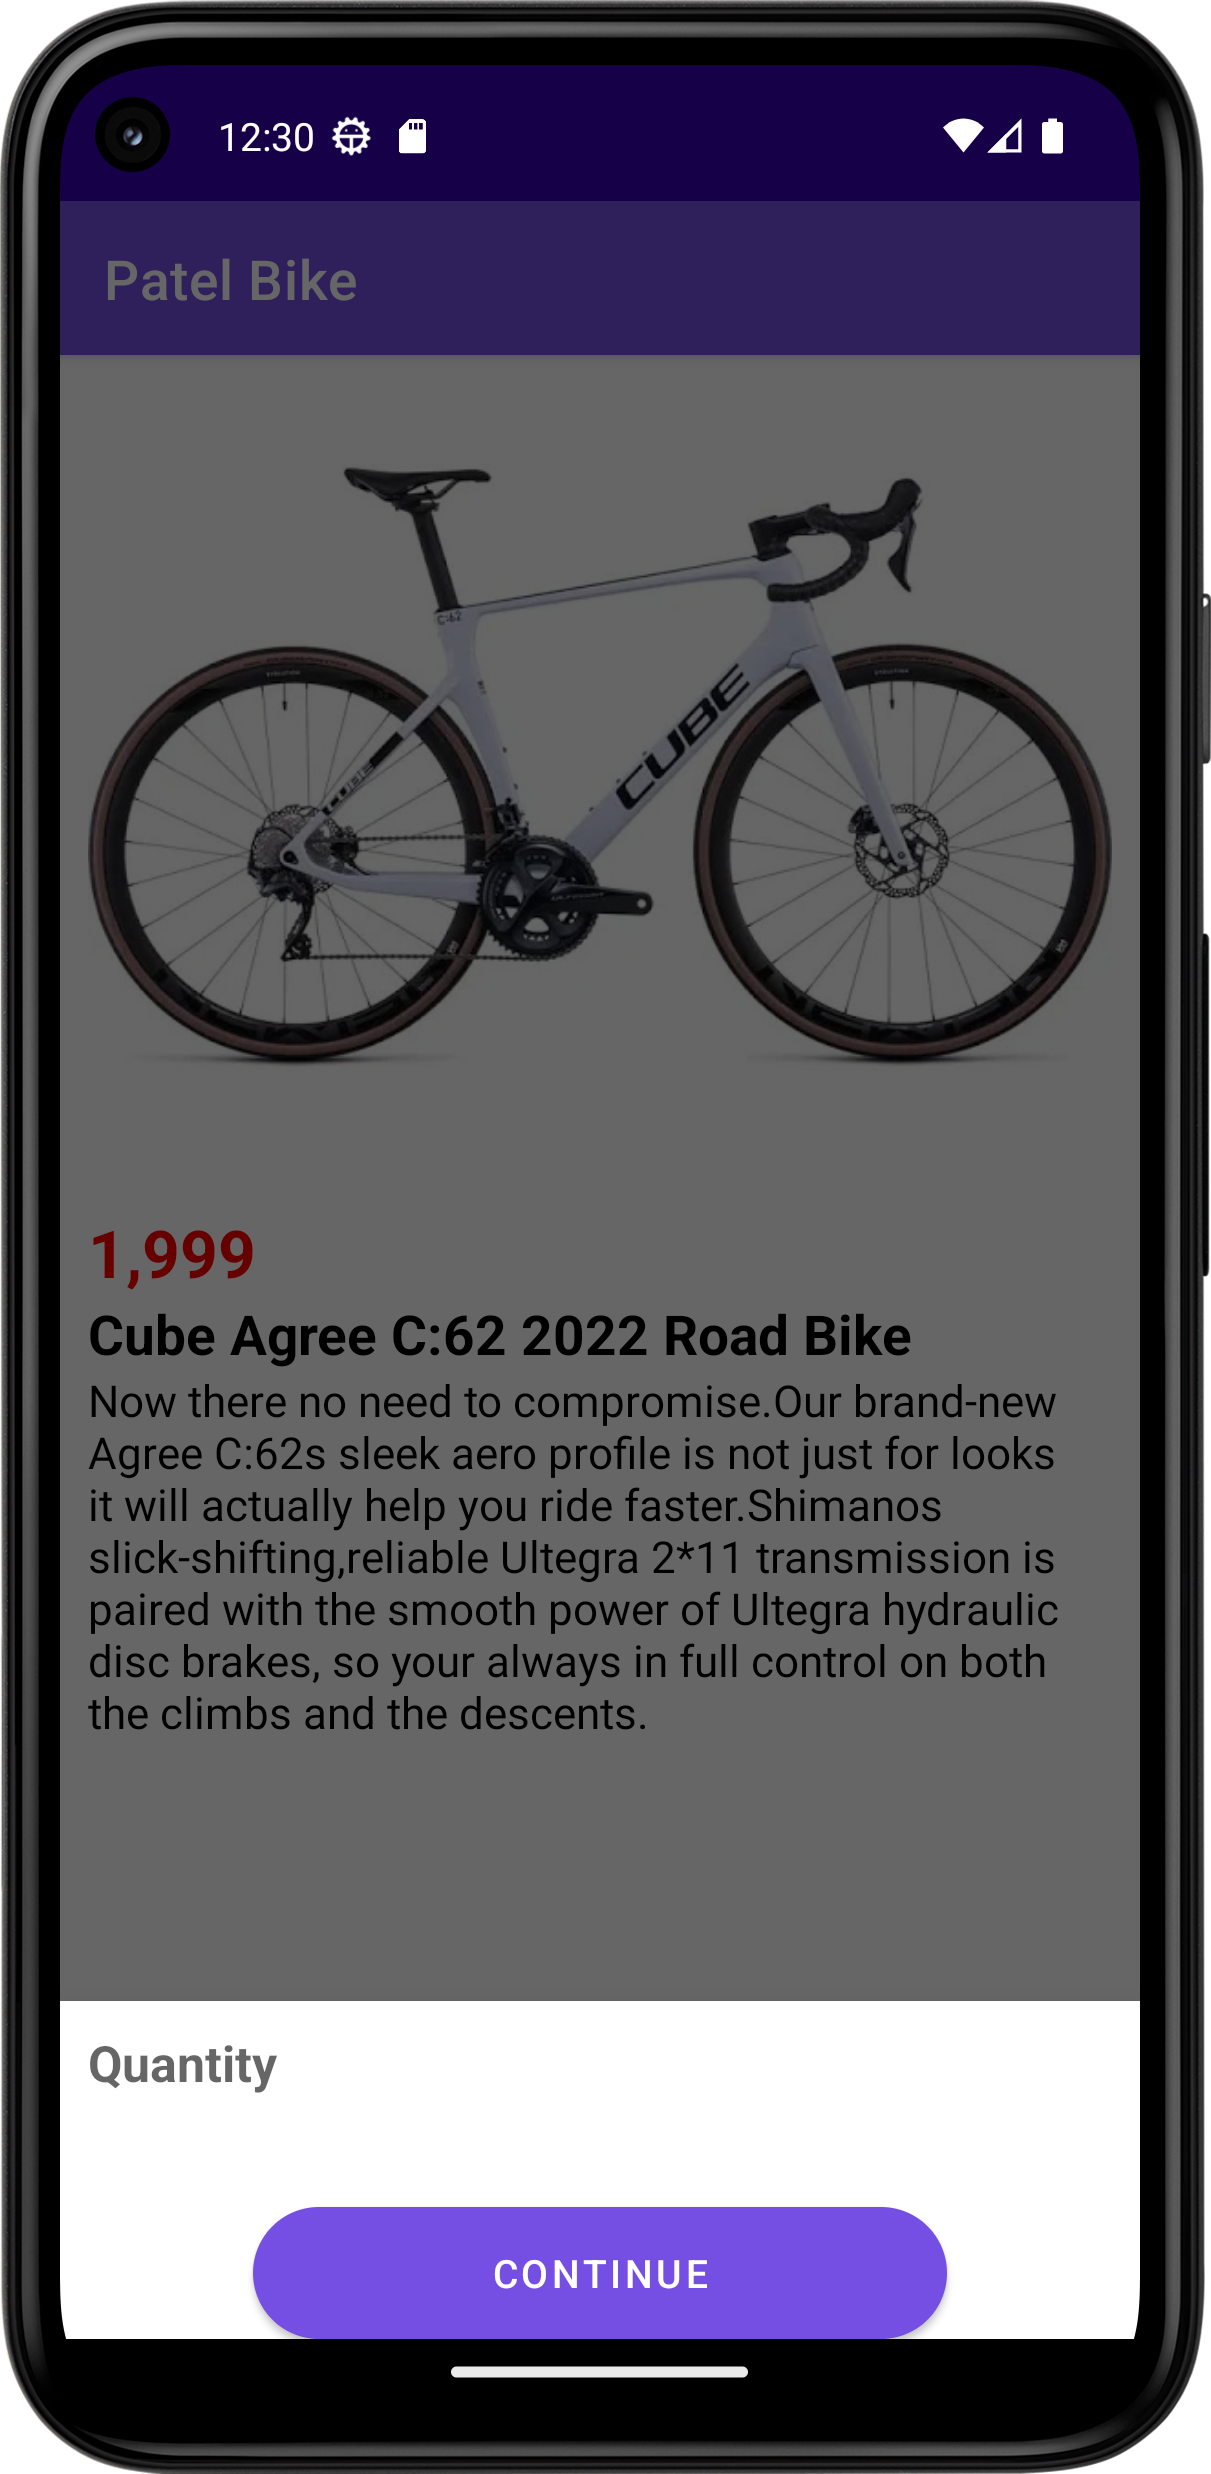 12:30
Patel Bike
C:62
CUBE
CUBE
1,999
Cube Agree C:62 2022 Road Bike
Now there no need to compromise.Our brand-new
Agree C:62s sleek aero profile is not just for looks
it will actually help you ride faster.Shimanos
slick-shifting,reliable Ultegra 2*11 transmission is
paired with the smooth power of Ultegra hydraulic
disc brakes, so your always in full control on both
the climbs and the descents.
Quantity
CONTINUE